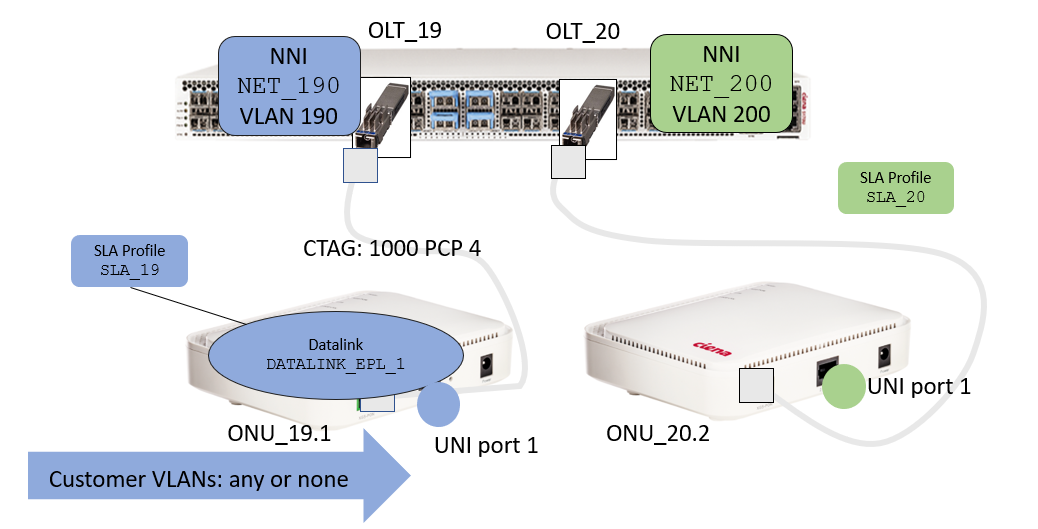 OLT_19
OLT_20
NNI
NET_190
VLAN 190
NNI
NET_200
VLAN 200
SLA Profile
SLA_20
CTAG: 1000 PCP 4
SLA Profile
SLA_19
Datalink
DATALINK_EPL_1
ciena
UNI port 1
ONU_19.1
ONU_20.2
UNI port 1
Customer VLANs: any or none